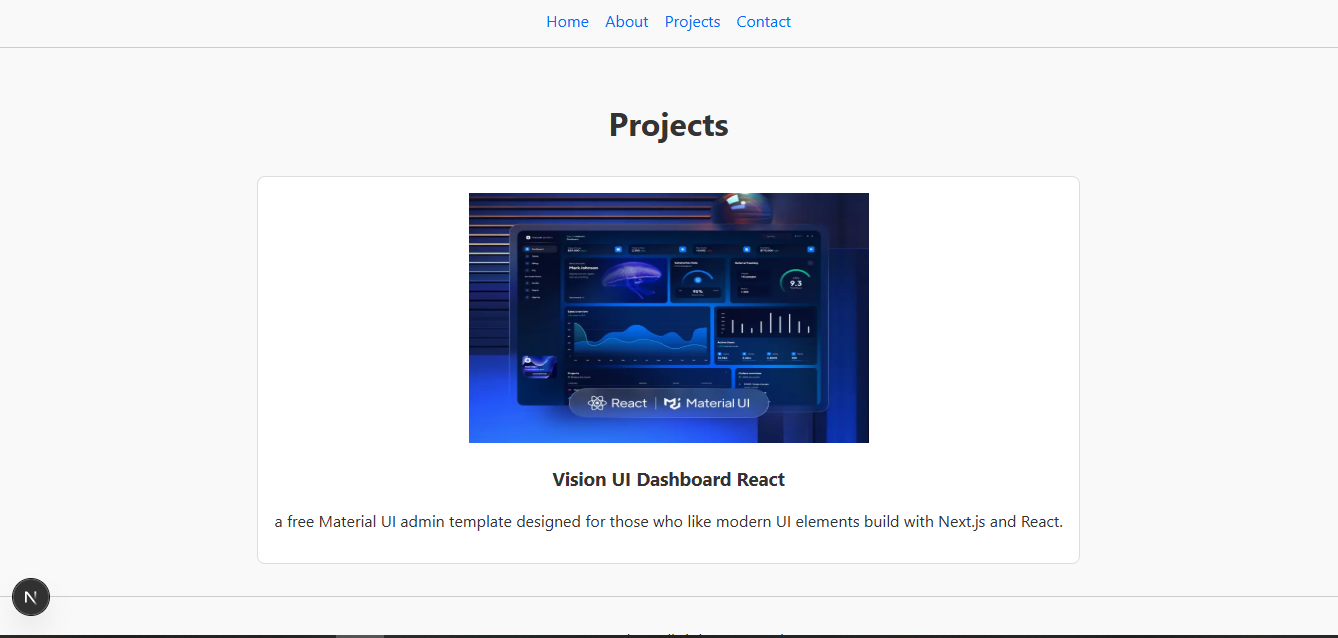 Home About Projects Contact
Projects
Mark Johnson
9.3
React | Material UI
Vision UI Dashboard React
a free Material UI admin template designed for those who like modern UI elements build with Next.js and React.
N